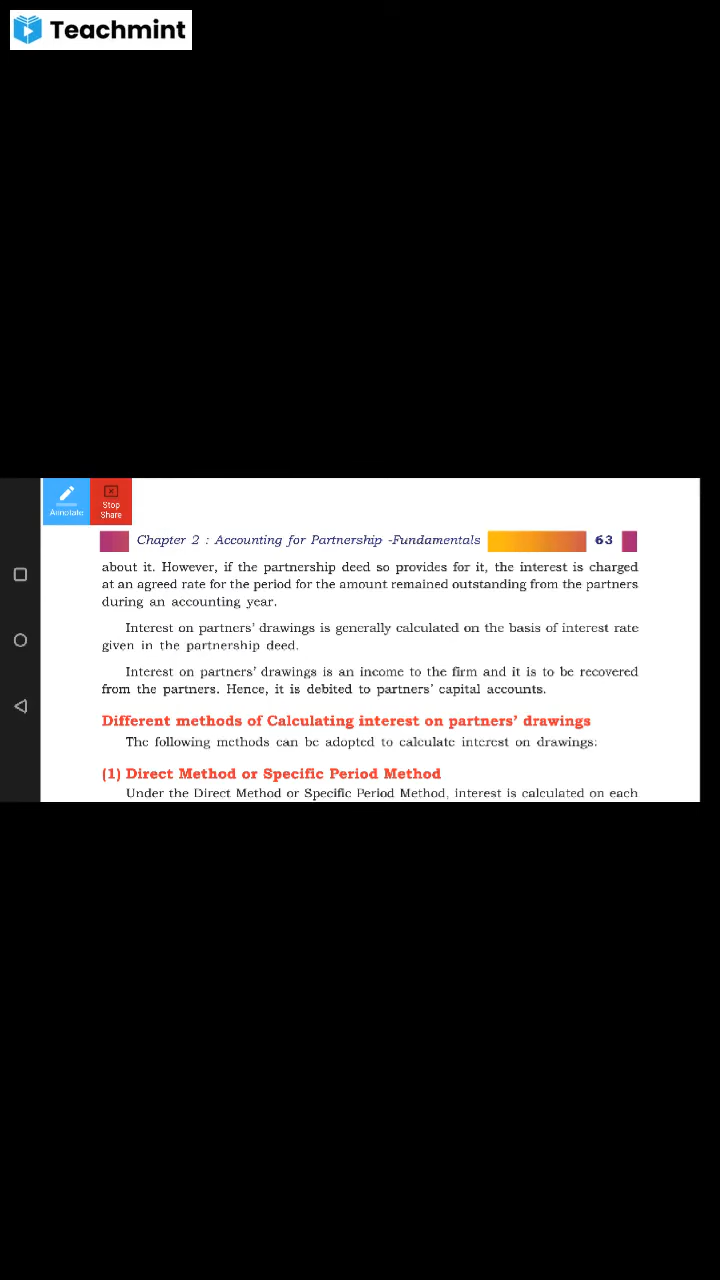 Teachmint
Annotate
Stop
Share
Chapter 2 : Accounting for Partnership -Fundamentals 63
about it. However, if the partnership deed so provides for it, the interest is charged
at an agreed rate for the period for the amount remained outstanding from the partners
during an accounting year.
Interest on partners' drawings is generally calculated on the basis of interest rate
given in the partnership deed.
Interest on partners' drawings is an income to the firm and it is to be recovered
from the partners. Hence, it is debited to partners' capital accounts.
Different methods of Calculating interest on partners' drawings
The following methods can be adopted to calculate interest on drawings:
(1) Direct Method or Specific Period Method
Under the Direct Method or Specific Period Method, interest is calculated on each